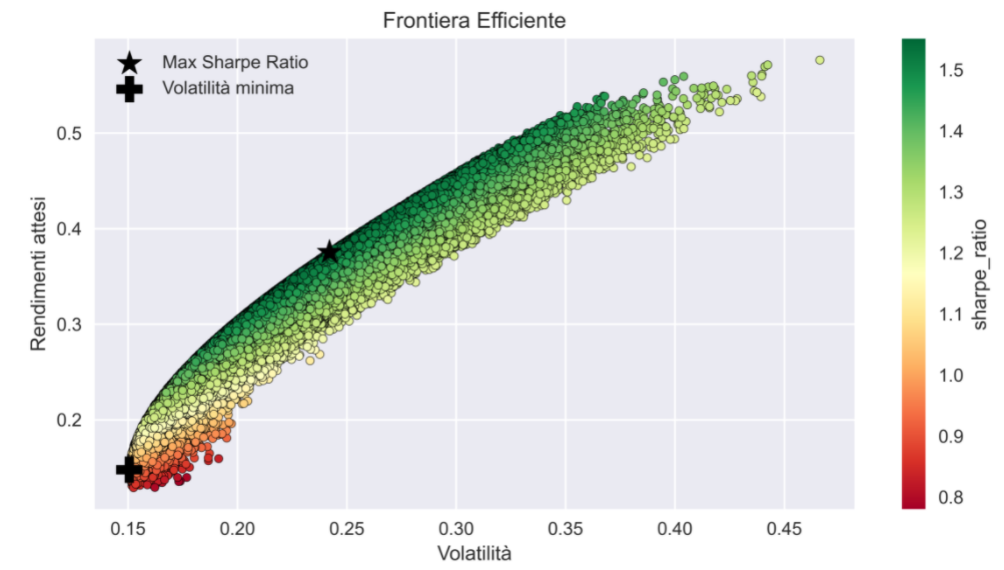 Frontiera Efficiente
Max Sharpe Ratio
Volatilità minima
Rendimenti attesi
0.5
0.4
0.3
0.2
0.15 0.20 0.25 0.30 0.35 0.40 0.45
Volatilità
1.5
1.4
1.3
1.2
1.1
1.0
0.9
0.8
sharpe_ratio